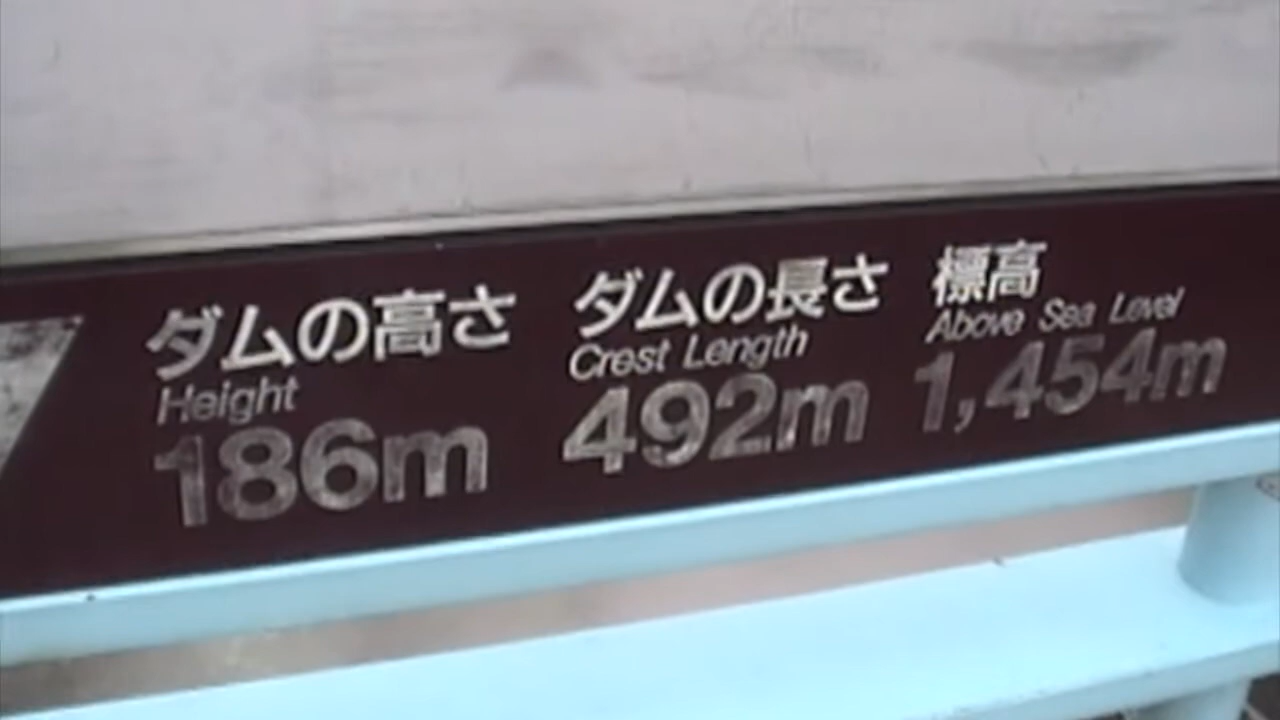 ダムの高さ
Height
186m
ダムの長さ
Crest Length
492m
標高
Above Sea Level
1,454m